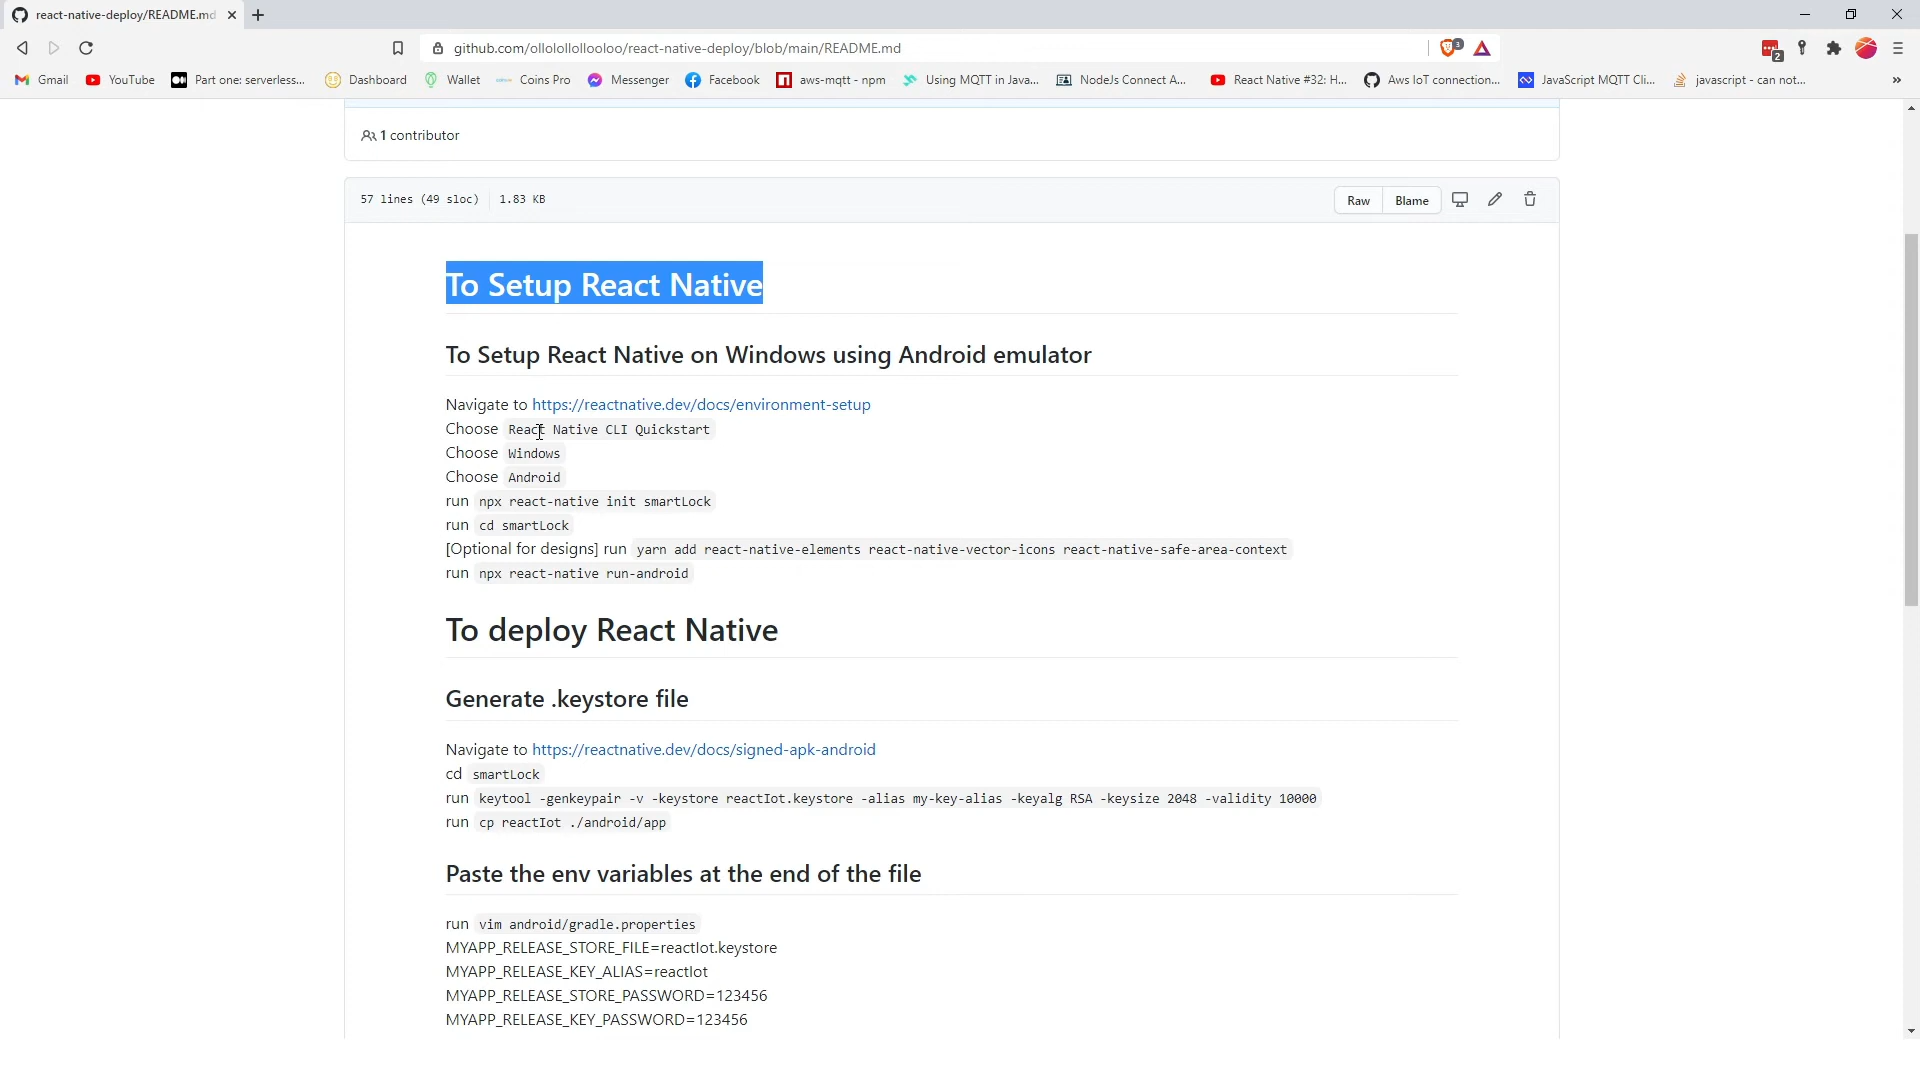 react-native-deploy/README.md
github.com/ollolollollooloo/react-native-deploy/blob/main/README.md
3
2
Gmail YouTube Part one: serverless... Dashboard Wallet Coins Pro Messenger Facebook aws-mqtt - npm Using MQTT in Java... NodeJs Connect A... React Native #32: H... Aws IoT connection... JavaScript MQTT Cli... javascript - can not... »
1 contributor
57 lines (49 sloc) 1.83 KB
Raw Blame
To Setup React Native
To Setup React Native on Windows using Android emulator
Navigate to https://reactnative.dev/docs/environment-setup
Choose React Native CLI Quickstart
Choose Windows
Choose Android
run npx react-native init smartLock
run cd smartLock
[Optional for designs] run yarn add react-native-elements react-native-vector-icons react-native-safe-area-context
run npx react-native run-android
To deploy React Native
Generate .keystore file
Navigate to https://reactnative.dev/docs/signed-apk-android
cd smartLock
run keytool -genkeypair -v -keystore reactIot.keystore -alias my-key-alias -keyalg RSA -keysize 2048 -validity 10000
run cp reactIot ./android/app
Paste the env variables at the end of the file
run vim android/gradle.properties
MYAPP_RELEASE_STORE_FILE=reactIot.keystore
MYAPP_RELEASE_KEY_ALIAS=reactIot
MYAPP_RELEASE_STORE_PASSWORD=123456
MYAPP_RELEASE_KEY_PASSWORD=123456